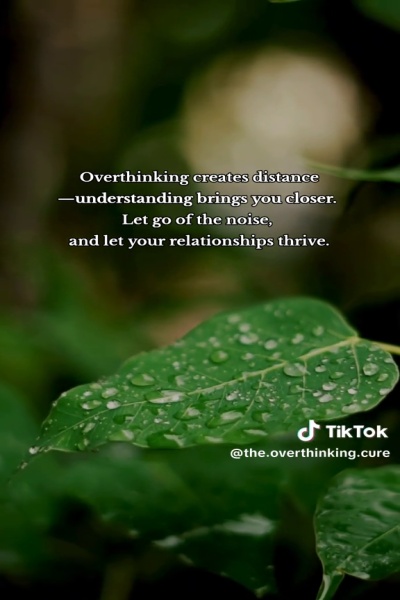 Overthinking creates distance
—understanding brings you closer.
Let go of the noise,
and let your relationships thrive.
TikTok
@the.overthinking.cure